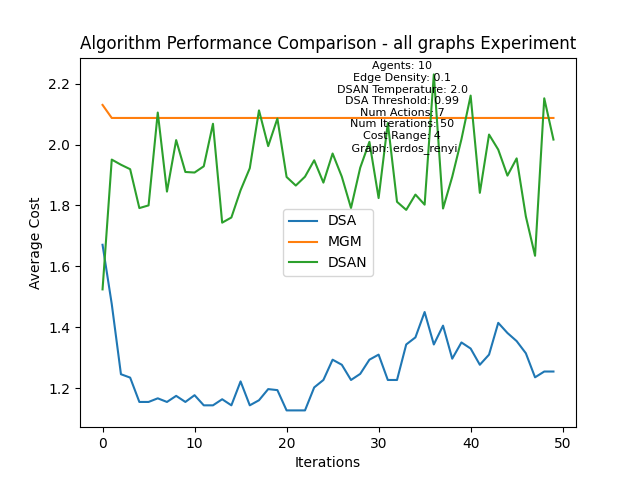 Algorithm Performance Comparison - all graphs Experiment
Agents: 10
Edge Density: 0.1
DSAN Temperature: 2.0
DSA Threshold: 0.99
Num Actions: 7
Num Iterations: 50
Cost Range: 4
Graph: erdos_renyi
2.2
2.0
1.8
1.6
1.4
1.2
Average Cost
DSA
MGM
DSAN
0
10
20
30
40
50
Iterations